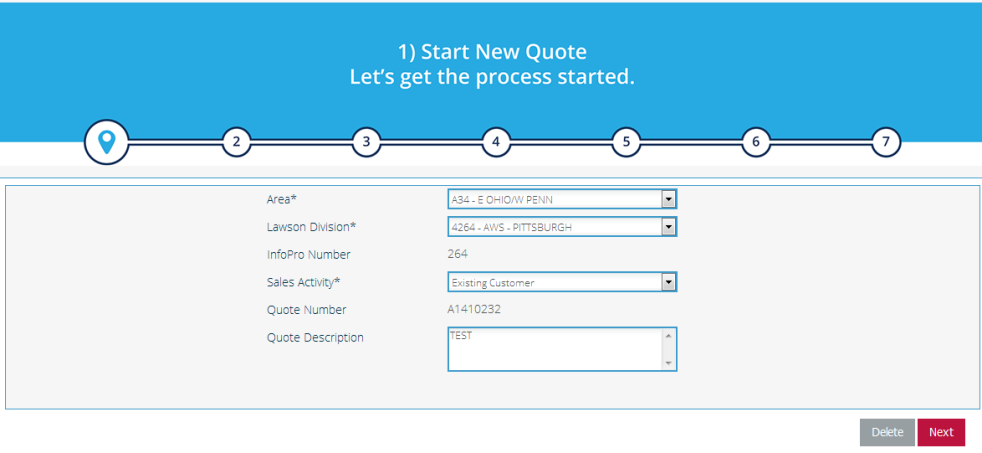 1) Start New Quote
Let's get the process started.
2 3 4 5 6 7
Area* A34 - E OHIO/W PENN
Lawson Division* 4264 - AWS - PITTSBURGH
InfoPro Number 264
Sales Activity* Existing Customer
Quote Number A1410232
Quote Description TEST
Delete Next